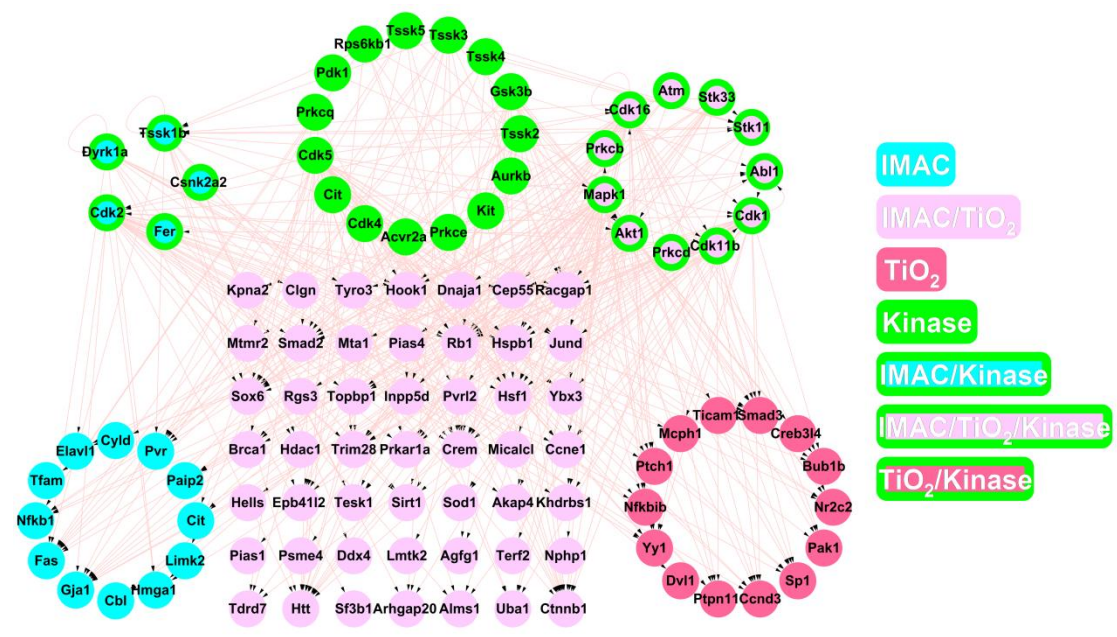 Tssk5
Tssk3
Rps6kb1
Tssk4
Pdk1
Gsk3b
Prkcq
Tssk2
Cdk5
Aurkb
Cit
Kit
Cdk4
Prkce
Acvr2a
Tssk1b
Dyrk1a
Csnk2a2
Cdk2
Fer
Atm
Stk33
Cdk16
Stk11
Prkcb
Abl1
Mapk1
Cdk1
Akt1
Cdk11b
Prkcd
IMAC
IMAC/TiO₂
TiO₂
Kinase
IMAC/Kinase
IMAC/TiO₂/Kinase
TiO₂/Kinase
Kpna2 Clgn Tyro3 Hook1 Dnaja1 Cep55 Racgap1
Mtmr2 Smad2 Mta1 Pias4 Rb1 Hspb1 Jund
Sox6 Rgs3 Topbp1 Inpp5d Pvrl2 Hsf1 Ybx3
Brca1 Hdac1 Trim28 Prkar1a Crem Micalcl Ccne1
Hells Epb41l2 Tesk1 Sirt1 Sod1 Akap4 Khdrbs1
Pias1 Psme4 Ddx4 Lmtk2 Agfg1 Terf2 Nphp1
Tdrd7 Htt Sf3b1 Arhgap20 Alms1 Uba1 Ctnnb1
Cyld
Elavl1
Pvr
Tfam
Paip2
Nfkb1
Cit
Fas
Limk2
Gja1
Hmga1
Cbl
Ticam1
Smad3
Mcph1
Creb3l4
Ptch1
Bub1b
Nfkbib
Nr2c2
Yy1
Pak1
Dvl1
Sp1
Ptpn11
Ccnd3